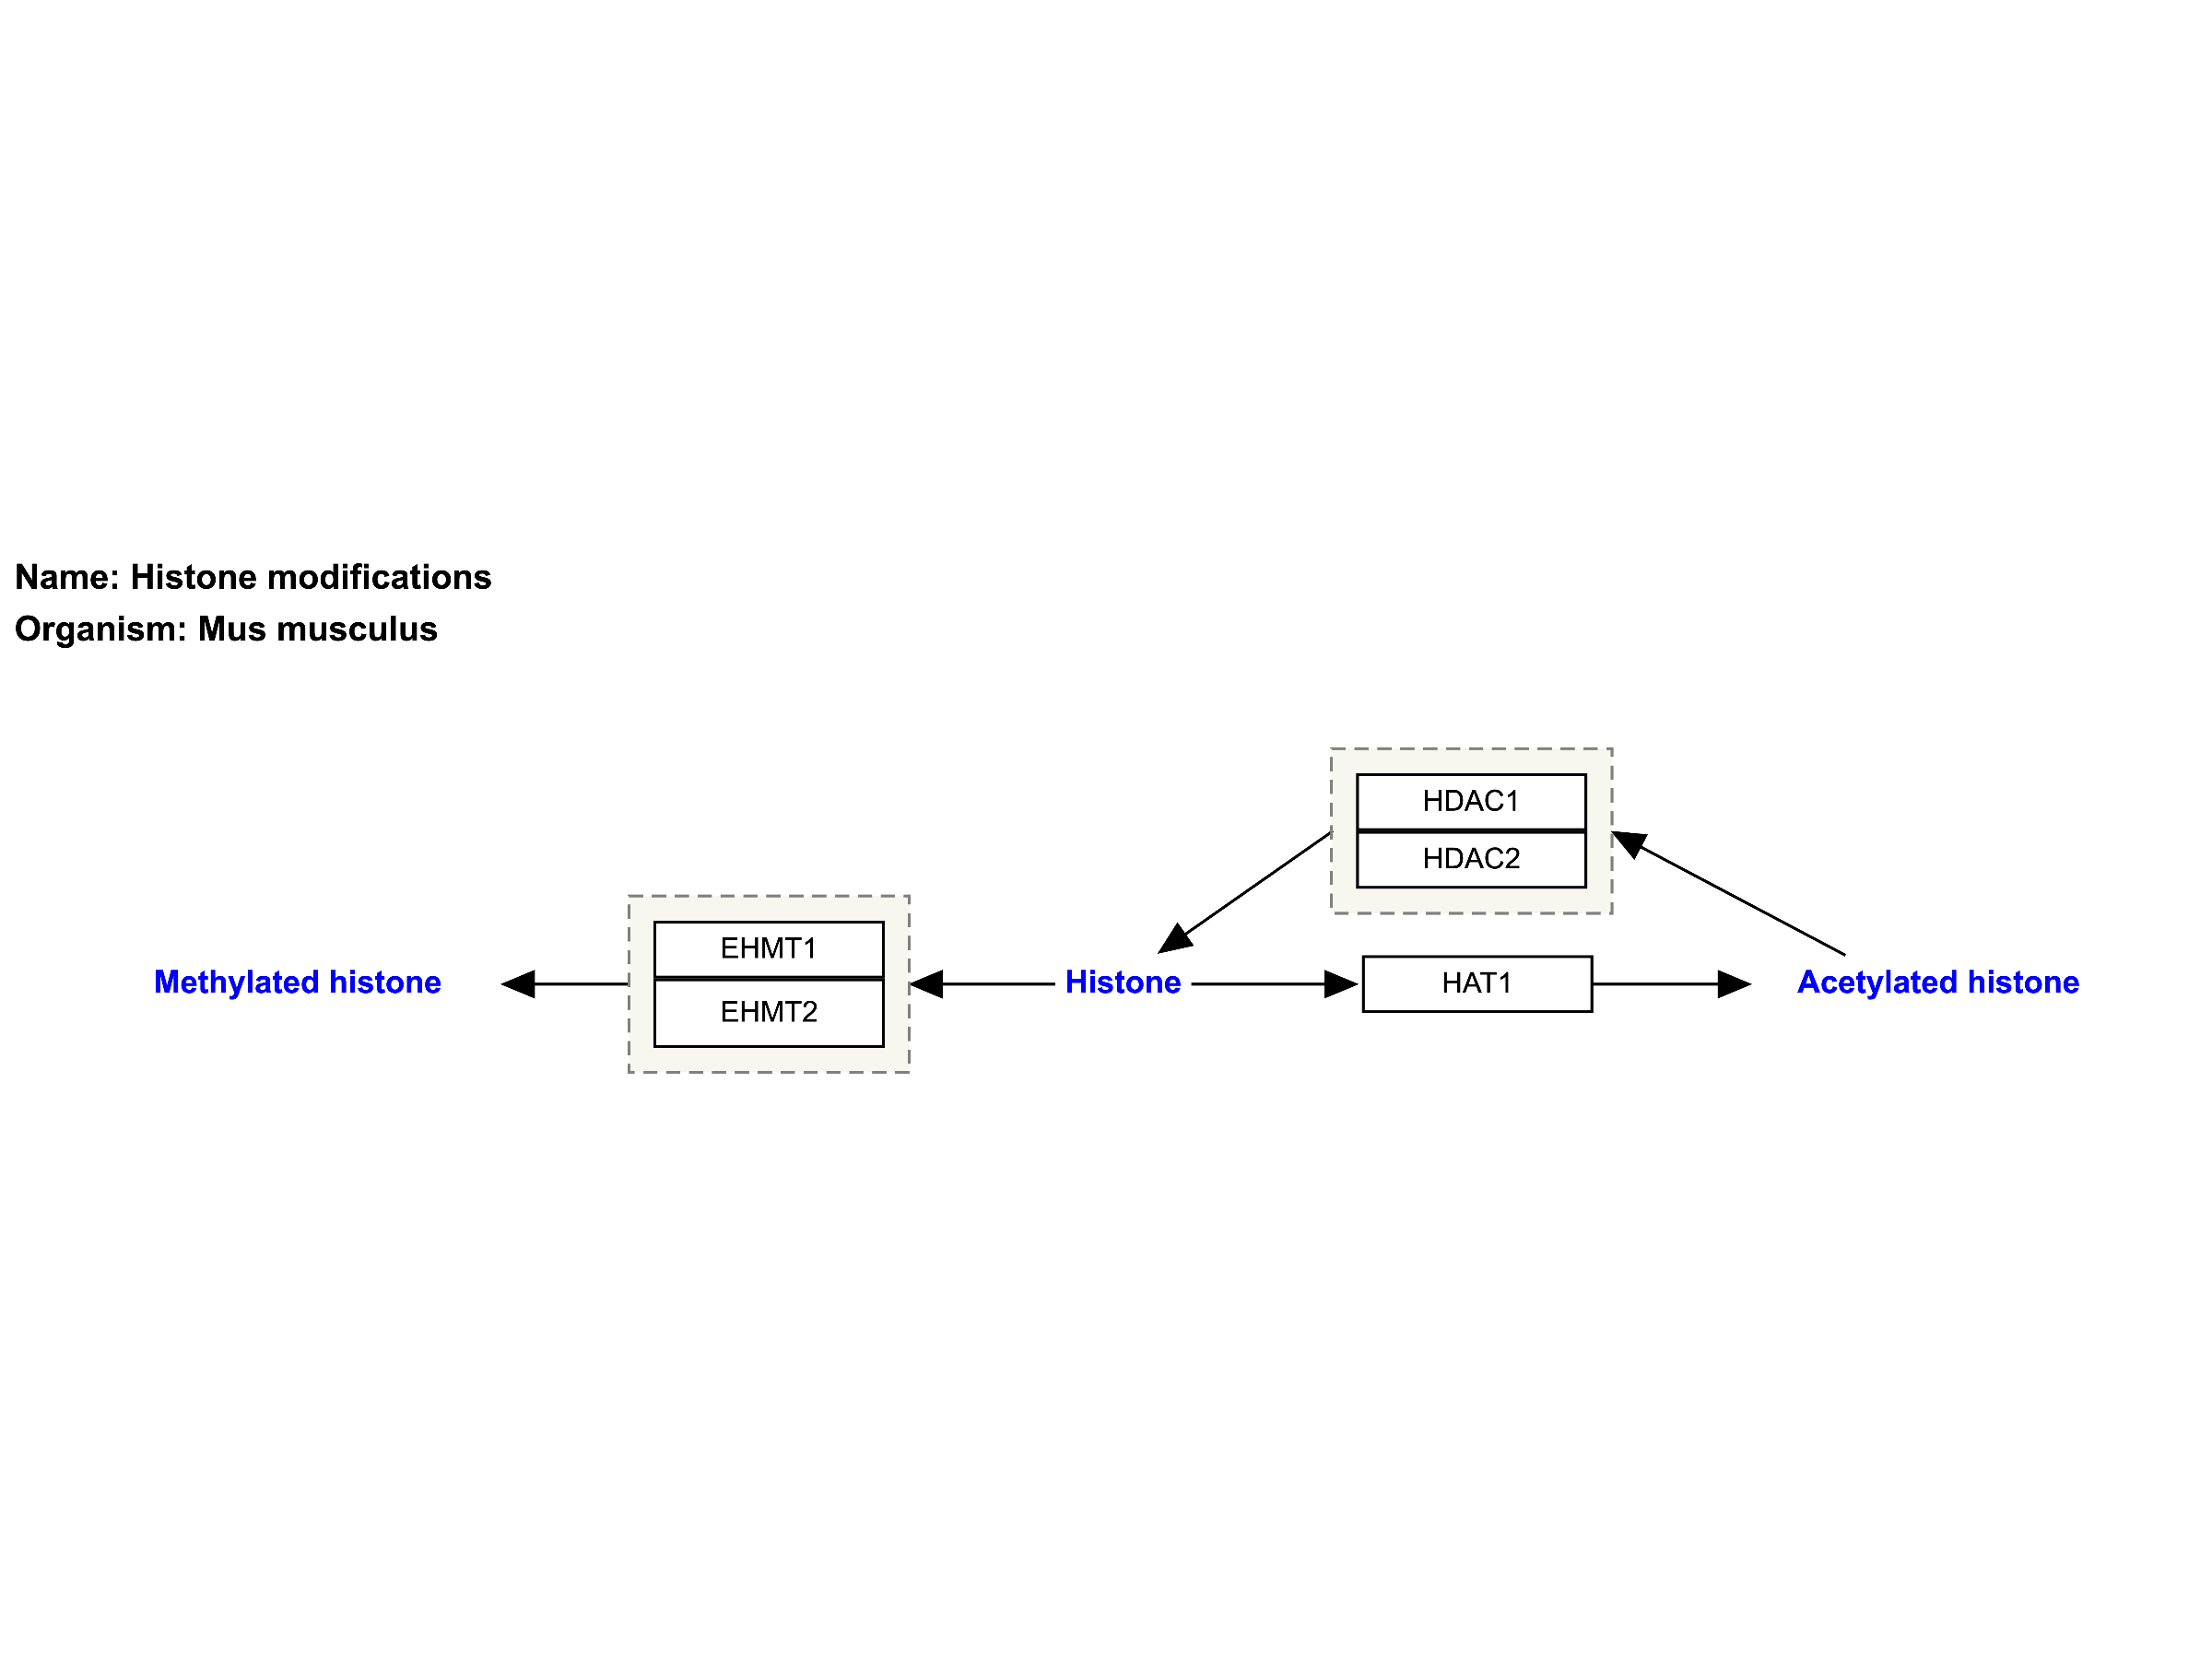 Name: Histone modifications
Organism: Mus musculus
HDAC1
HDAC2
EHMT1
EHMT2
Methylated histone
Histone
HAT1
Acetylated histone